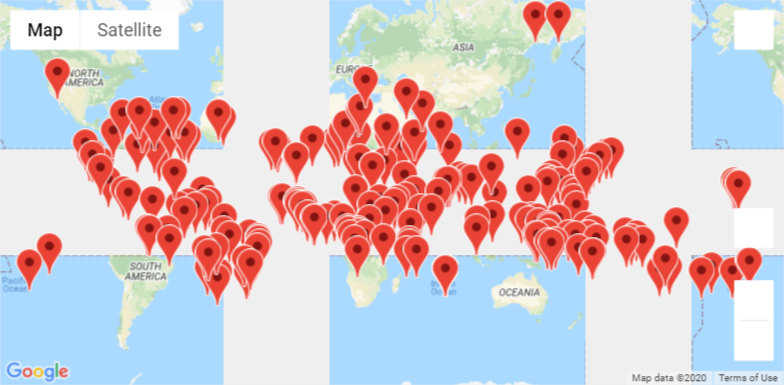 Map Satellite
ASIA
EUROPE
NORTH
AMERICA
Atl
SOUTH
AMERICA
Pacific
Ocean
Ocean
OCEANIA
Google
Map data ©2020 Terms of Use